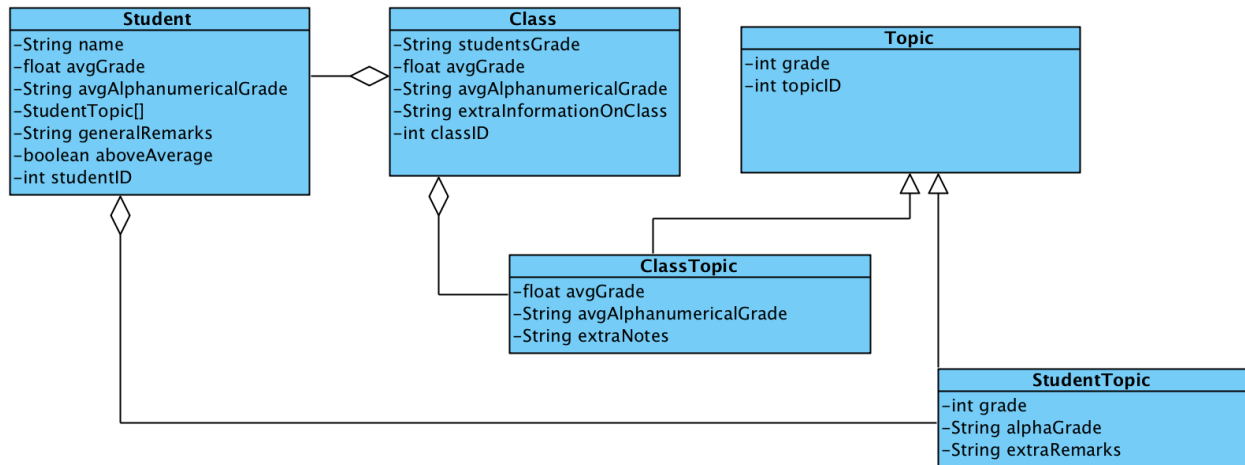 Student
-String name
-float avgGrade
-String avgAlphanumericalGrade
-StudentTopic[]
-String generalRemarks
-boolean aboveAverage
-int studentID
Class
-String studentsGrade
-float avgGrade
-String avgAlphanumericalGrade
-String extraInformationOnClass
-int classID
Topic
-int grade
-int topicID
ClassTopic
-float avgGrade
-String avgAlphanumericalGrade
-String extraNotes
StudentTopic
-int grade
-String alphaGrade
-String extraRemarks